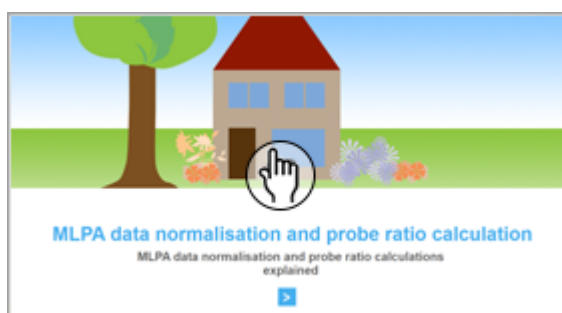 MLPA data normalisation and probe ratio calculation
MLPA data normalisation and probe ratio calculations
explained
>